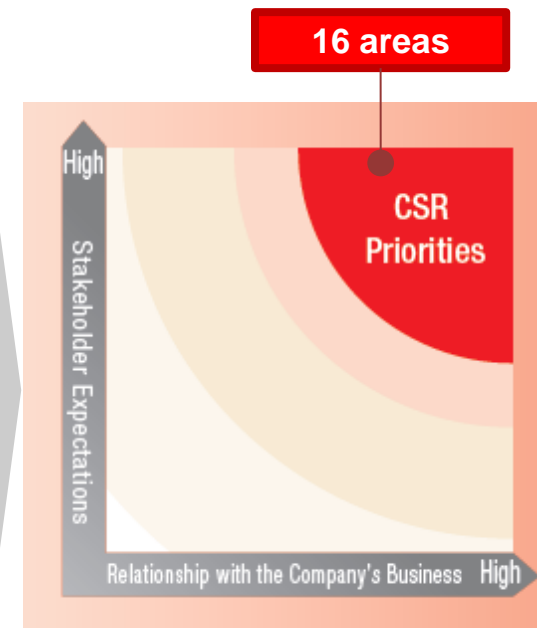 16 areas
High
CSR
Priorities
Stakeholder Expectations
Relationship with the Company's Business High